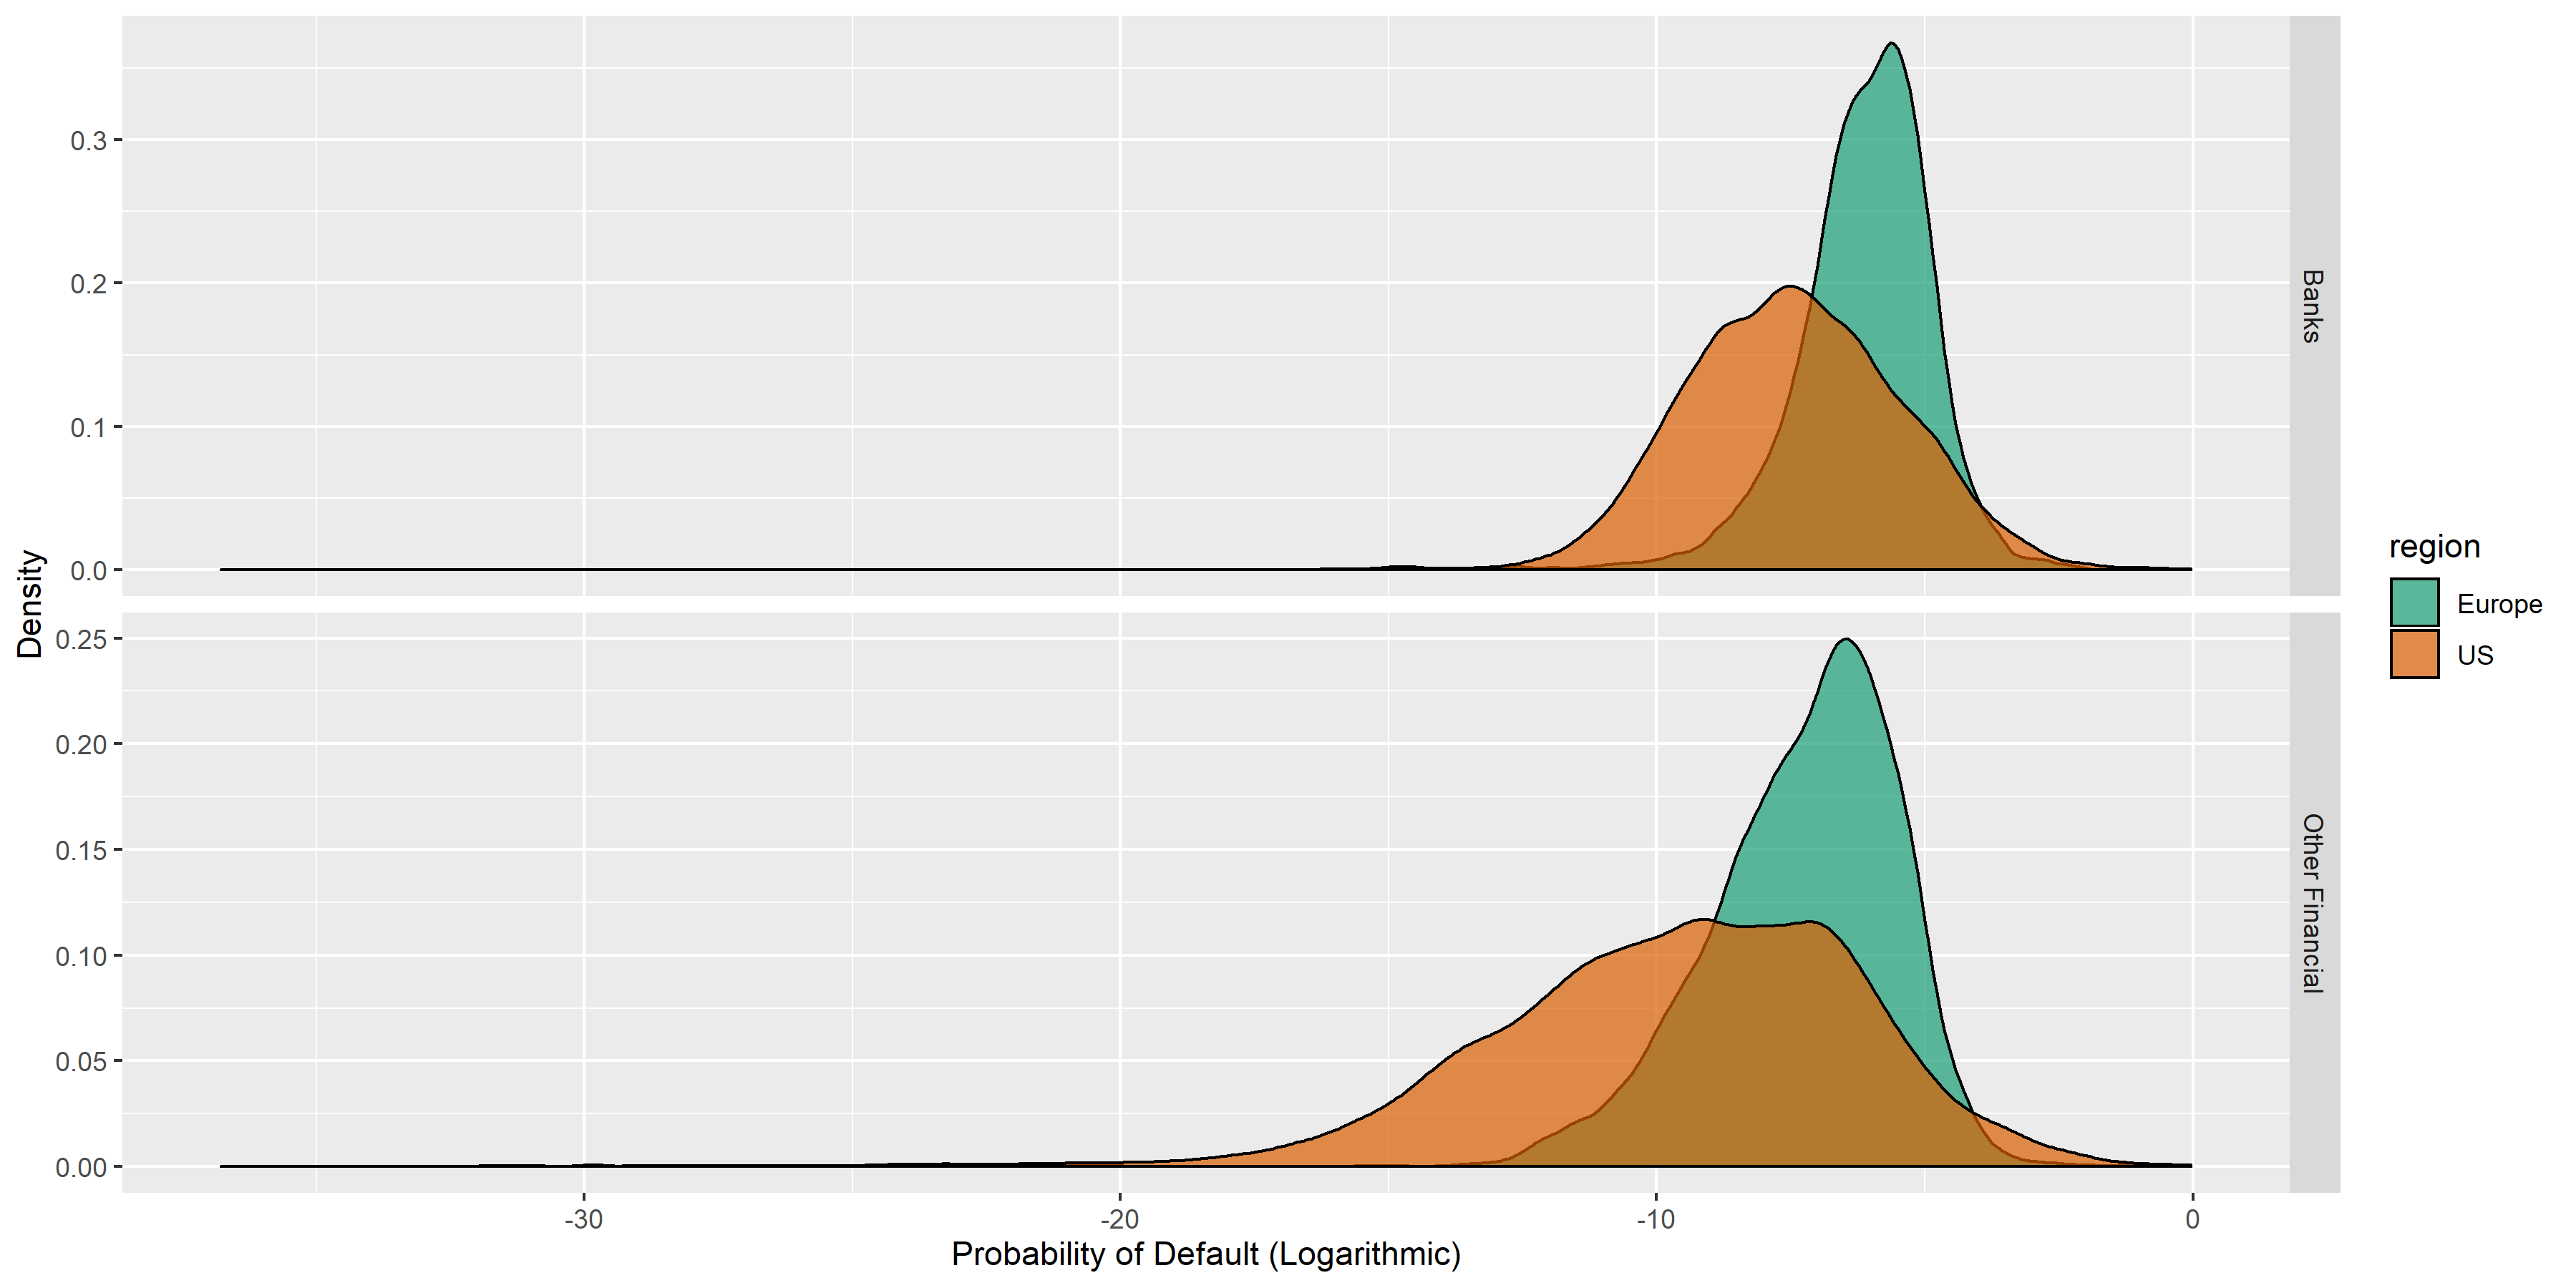 Density
0.3
0.2
0.1
0.0
Banks
0.25
0.20
0.15
0.10
0.05
0.00
Other Financial
-30
-20
-10
0
Probability of Default (Logarithmic)
region
Europe
US